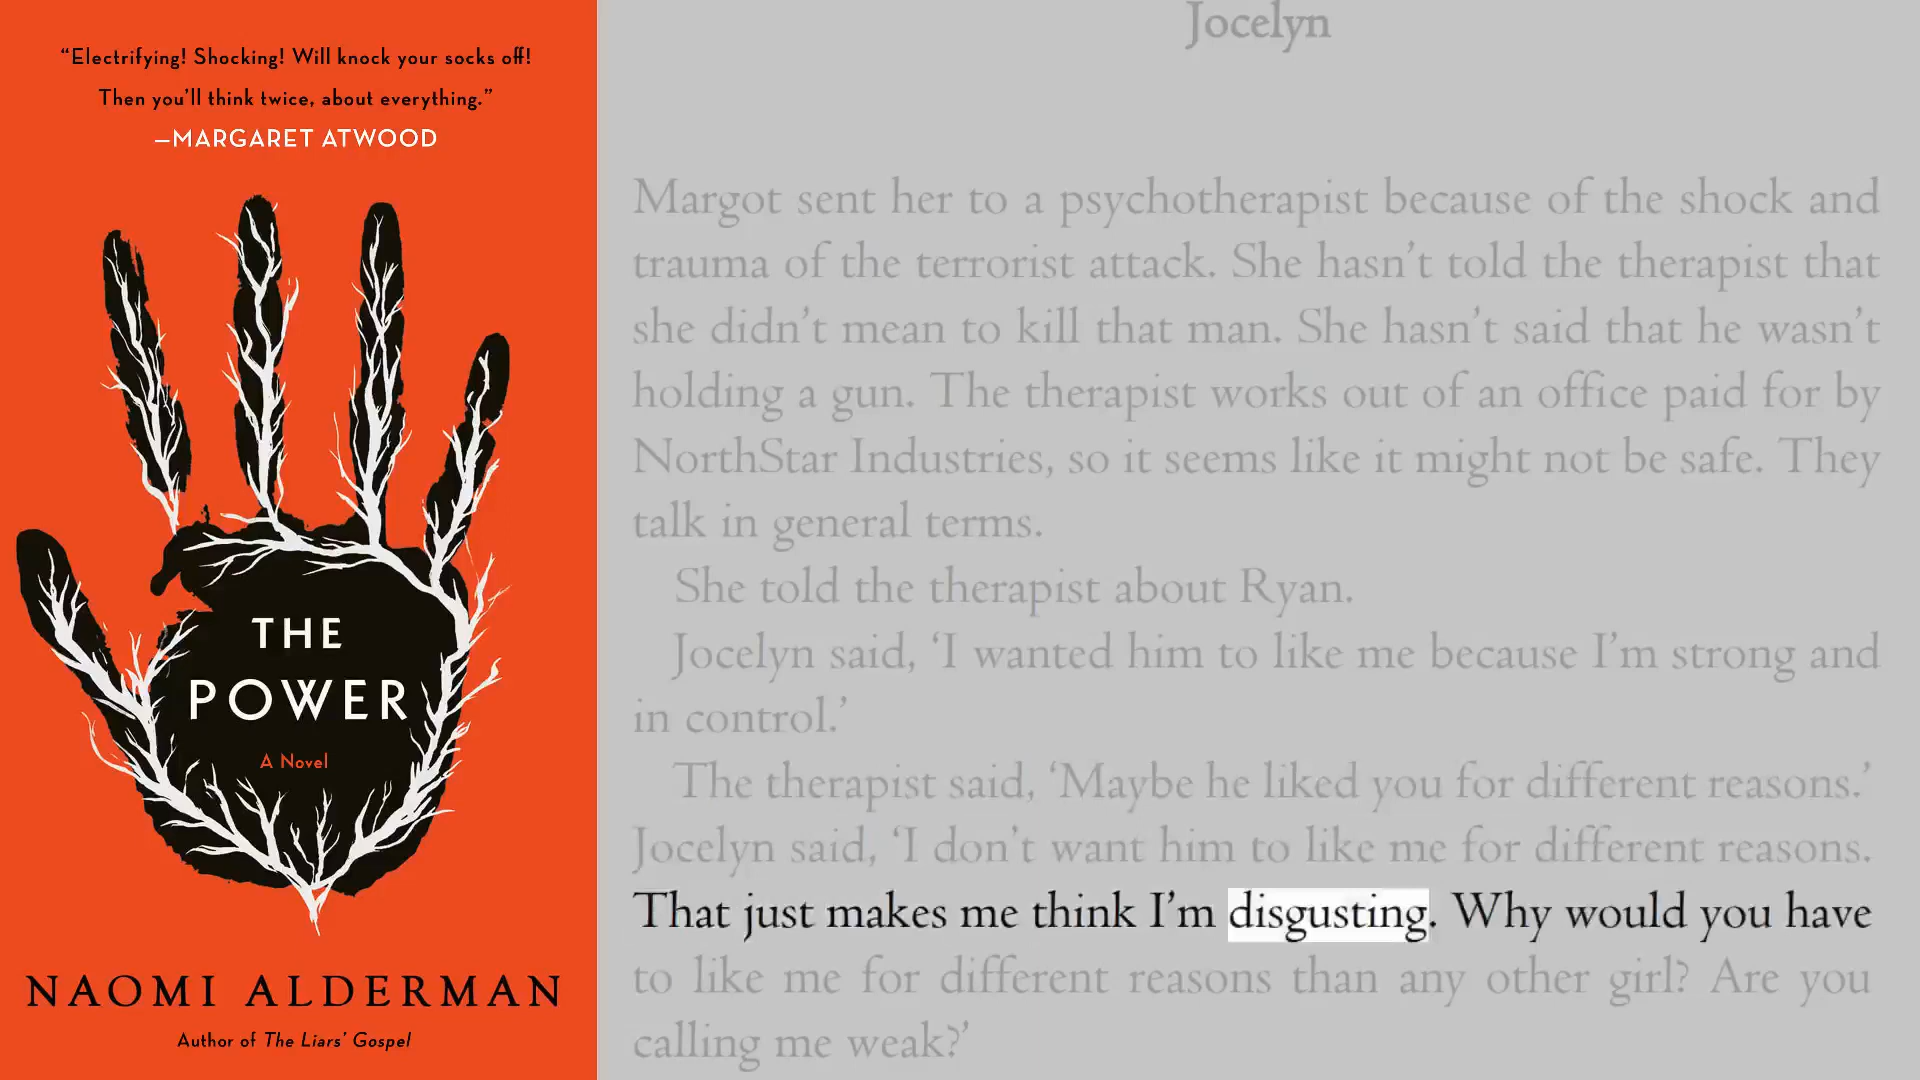 “Electrifying! Shocking! Will knock your socks off!
Then you’ll think twice, about everything.”
—MARGARET ATWOOD
THE
POWER
A Novel
NAOMI ALDERMAN
Author of The Liars’ Gospel
Jocelyn
Margot sent her to a psychotherapist because of the shock and
trauma of the terrorist attack. She hasn’t told the therapist that
she didn’t mean to kill that man. She hasn’t said that he wasn’t
holding a gun. The therapist works out of an office paid for by
NorthStar Industries, so it seems like it might not be safe. They
talk in general terms.
She told the therapist about Ryan.
Jocelyn said, ‘I wanted him to like me because I’m strong and
in control.’
The therapist said, ‘Maybe he liked you for different reasons.’
Jocelyn said, ‘I don’t want him to like me for different reasons.
That just makes me think I’m disgusting. Why would you have
to like me for different reasons than any other girl? Are you
calling me weak?’